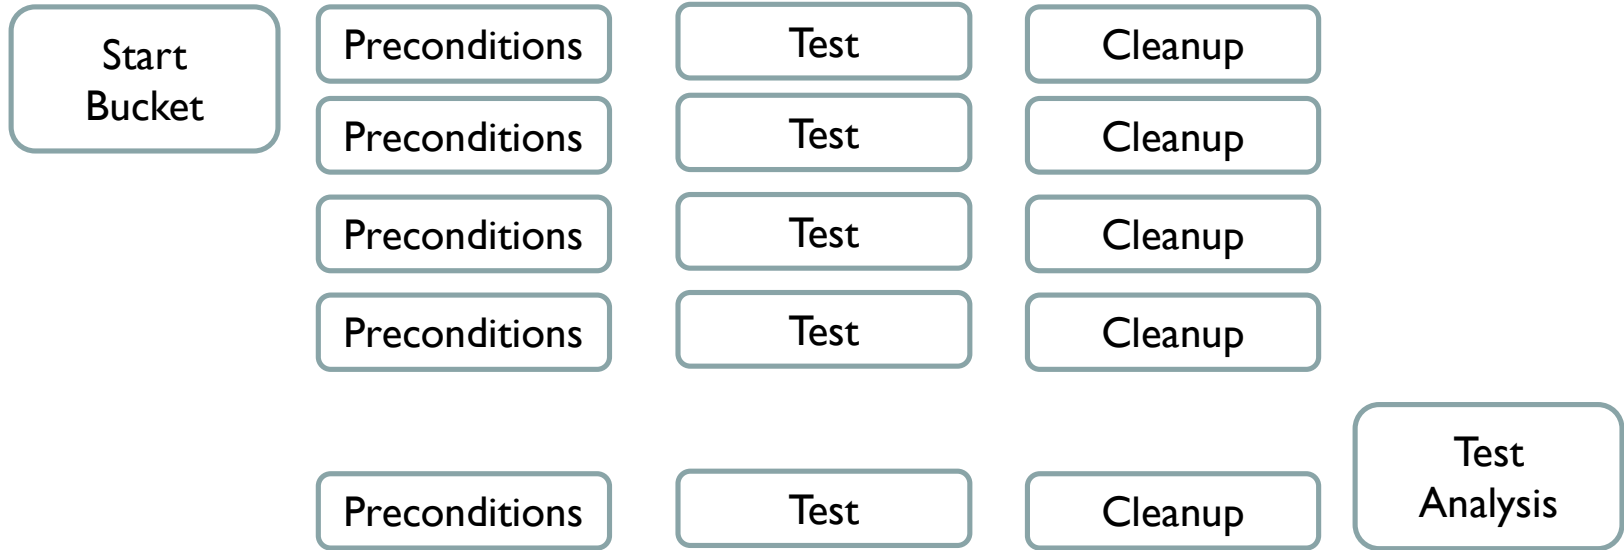 Start
Bucket
Preconditions
Test
Cleanup
Preconditions
Test
Cleanup
Preconditions
Test
Cleanup
Preconditions
Test
Cleanup
Preconditions
Test
Cleanup
Test
Analysis